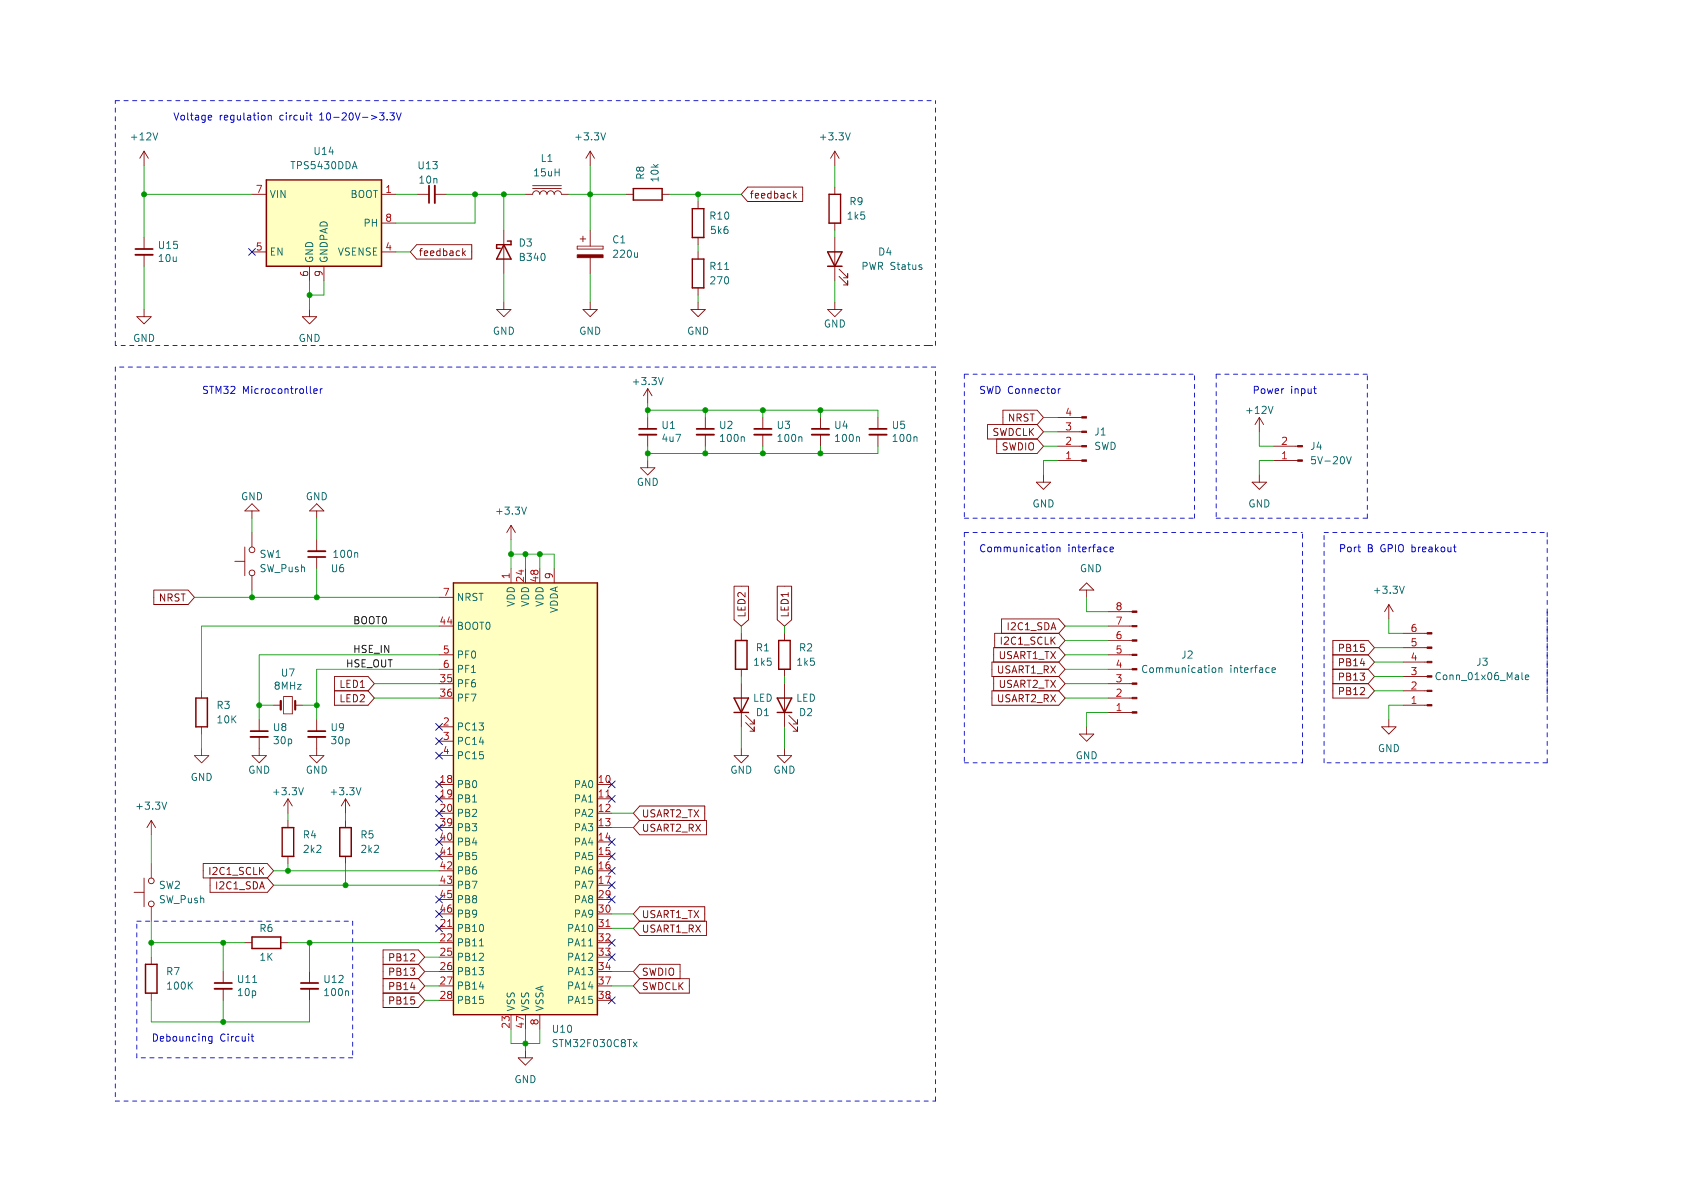 Voltage regulation circuit 10-20V->3.3V
+12V
U14
TPS5430DDA
7
VIN
BOOT
1
PH
8
5
EN
VSENSE
4
GND
GNDPAD
6
9
feedback
U15
10u
GND
GND
U13
10n
L1
15uH
+3.3V
R8
10k
feedback
D3
B340
GND
C1
220u
GND
R10
5k6
R11
270
GND
+3.3V
R9
1k5
D4
PWR Status
GND
STM32 Microcontroller
+3.3V
U1
4u7
U2
100n
U3
100n
U4
100n
U5
100n
GND
GND
GND
SW1
SW_Push
100n
U6
NRST
BOOT0
HSE_IN
HSE_OUT
LED1
LED2
U7
8MHz
R3
10K
U8
30p
U9
30p
GND
GND
GND
+3.3V
1
24
48
9
VDD
VDD
VDD
VDDA
7
NRST
44
BOOT0
5
PF0
6
PF1
35
PF6
36
PF7
2
PC13
3
PC14
4
PC15
18
PB0
19
PB1
20
PB2
39
PB3
40
PB4
41
PB5
42
PB6
43
PB7
45
PB8
46
PB9
21
PB10
22
PB11
25
PB12
26
PB13
27
PB14
28
PB15
PA0
10
PA1
11
PA2
12
PA3
13
PA4
14
PA5
15
PA6
16
PA7
17
PA8
29
PA9
30
PA10
31
PA11
32
PA12
33
PA13
34
PA14
37
PA15
38
VSS
VSS
VSSA
23
47
8
U10
STM32F030C8Tx
GND
USART2_TX
USART2_RX
USART1_TX
USART1_RX
SWDIO
SWDCLK
LED2
LED1
R1
1k5
R2
1k5
LED
D1
LED
D2
GND
GND
+3.3V
+3.3V
+3.3V
R4
2k2
R5
2k2
I2C1_SCLK
I2C1_SDA
SW2
SW_Push
R6
1K
R7
100K
U11
10p
U12
100n
Debouncing Circuit
PB12
PB13
PB14
PB15
SWD Connector
NRST
4
SWDCLK
3
SWDIO
2
1
J1
SWD
GND
Power input
+12V
2
1
J4
5V-20V
GND
Communication interface
GND
8
I2C1_SDA
7
I2C1_SCLK
6
USART1_TX
5
USART1_RX
4
USART2_TX
3
USART2_RX
2
1
J2
Communication interface
GND
Port B GPIO breakout
+3.3V
6
PB15
5
PB14
4
PB13
3
PB12
2
1
J3
Conn_01x06_Male
GND